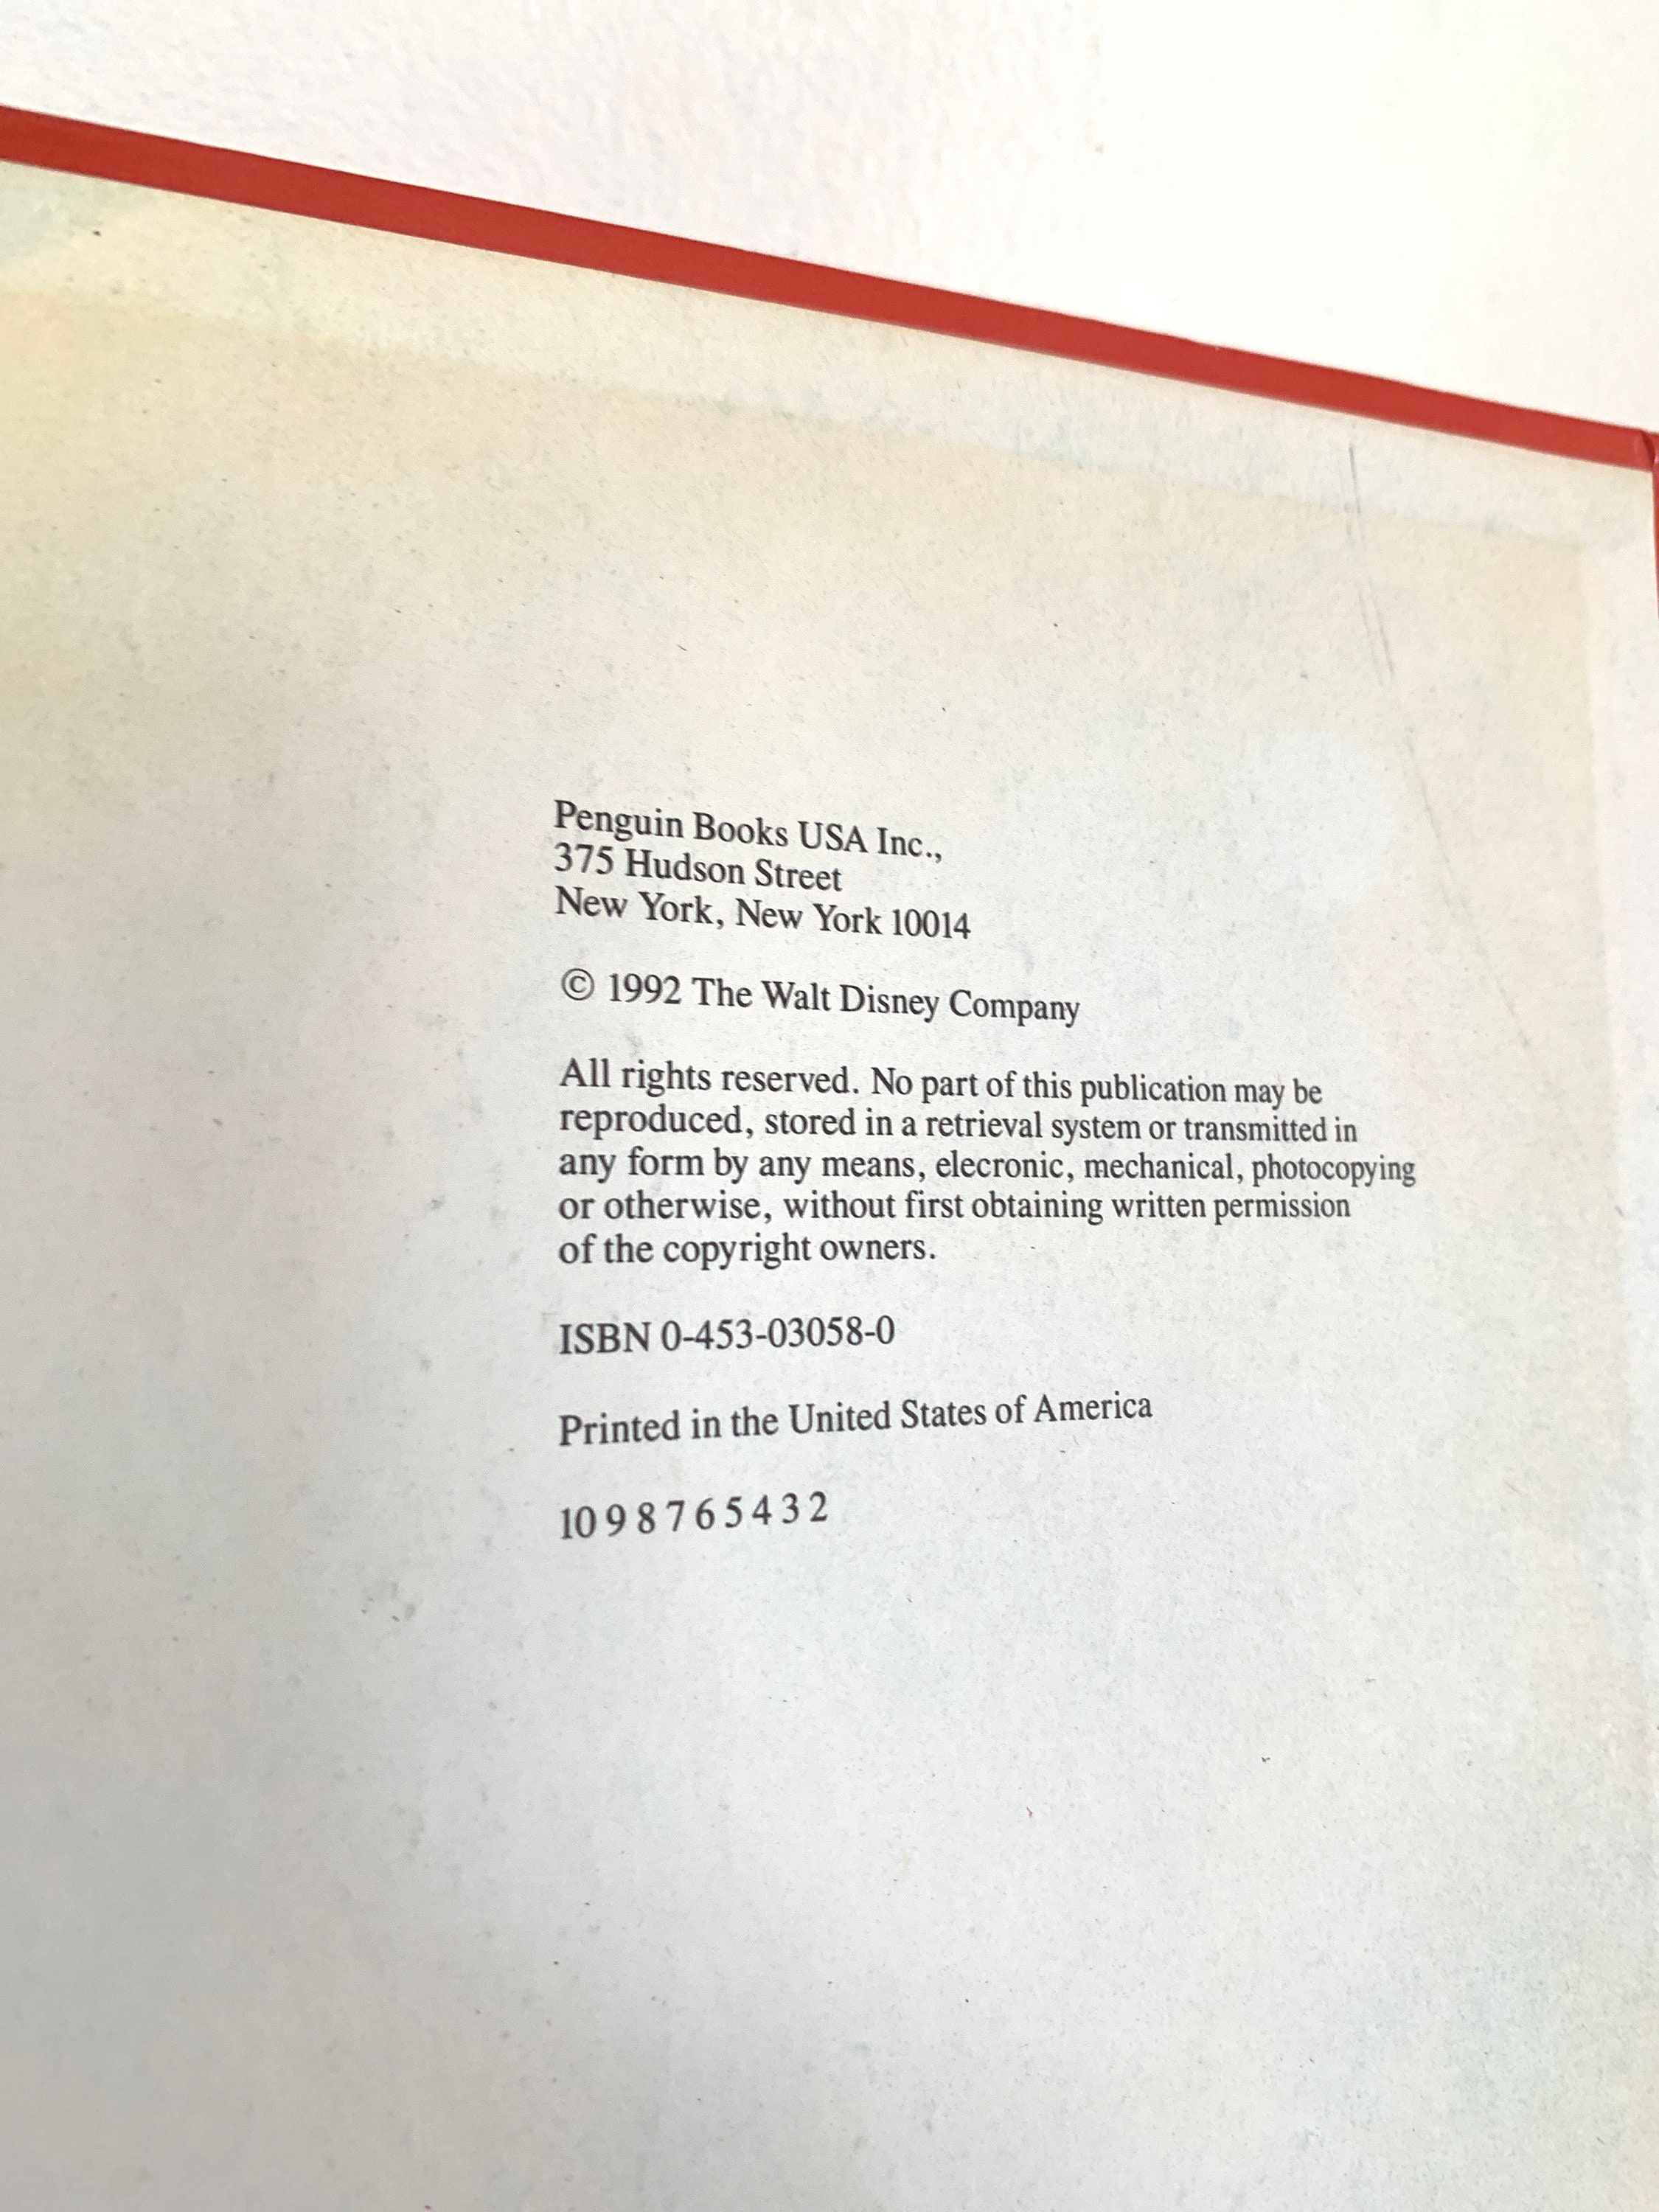 Penguin Books USA Inc.,
375 Hudson Street
New York, New York 10014
© 1992 The Walt Disney Company
All rights reserved. No part of this publication may be
reproduced, stored in a retrieval system or transmitted in
any form by any means, elecronic, mechanical, photocopying
or otherwise, without first obtaining written permission
of the copyright owners.
ISBN 0-453-03058-0
Printed in the United States of America
10 9 8 7 6 5 4 3 2